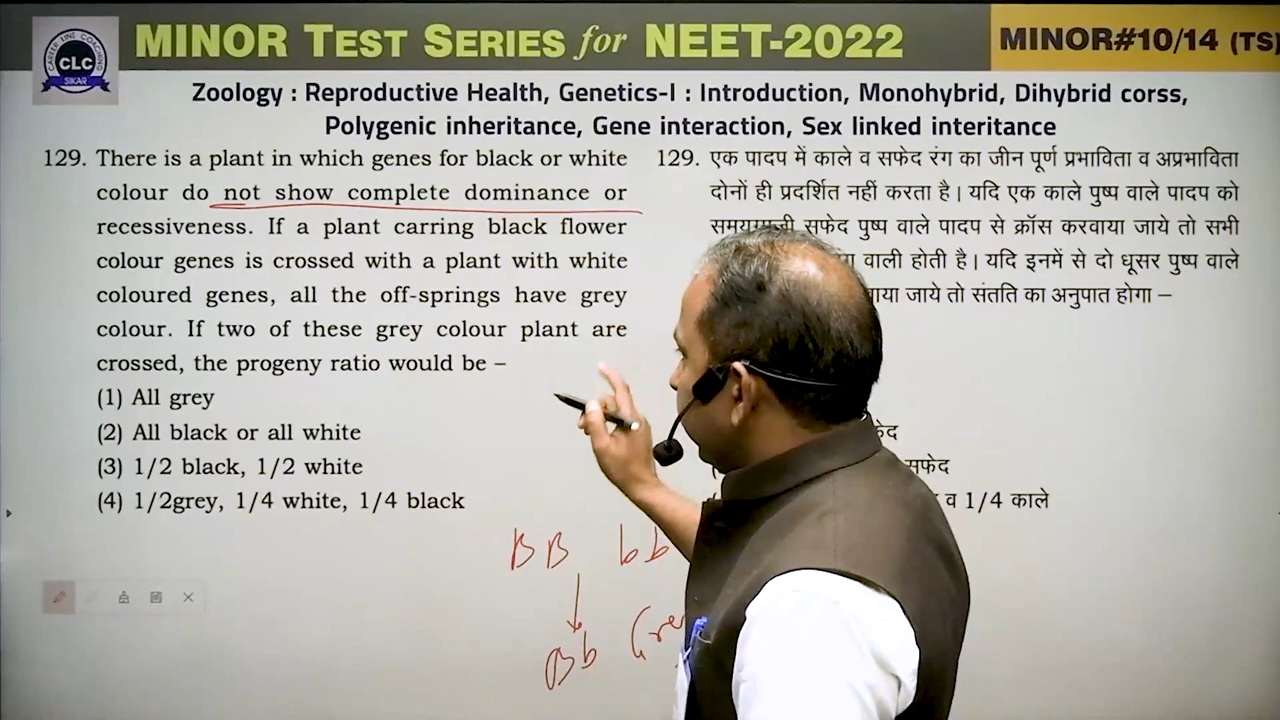 CAREER LINE COACHING
CLC
SIKAR
MINOR TEST SERIES for NEET-2022
MINOR#10/14 (TS)
Zoology : Reproductive Health, Genetics-I : Introduction, Monohybrid, Dihybrid corss,
Polygenic inheritance, Gene interaction, Sex linked interitance
129. There is a plant in which genes for black or white
colour do not show complete dominance or
recessiveness. If a plant carring black flower
colour genes is crossed with a plant with white
coloured genes, all the off-springs have grey
colour. If two of these grey colour plant are
crossed, the progeny ratio would be –
(1) All grey
(2) All black or all white
(3) 1/2 black, 1/2 white
(4) 1/2grey, 1/4 white, 1/4 black
129. एक पादप में काले व सफेद रंग का जीन पूर्ण प्रभाविता व अप्रभाविता
दोनों ही प्रदर्शित नहीं करता है। यदि एक काले पुष्प वाले पादप को
समयुग्मजी सफेद पुष्प वाले पादप से क्रॉस करवाया जाये तो सभी
वाली होती है। यदि इनमें से दो धूसर पुष्प वाले
जाये तो संतति का अनुपात होगा –
सफेद
व 1/4 काले
BB bb
Bb